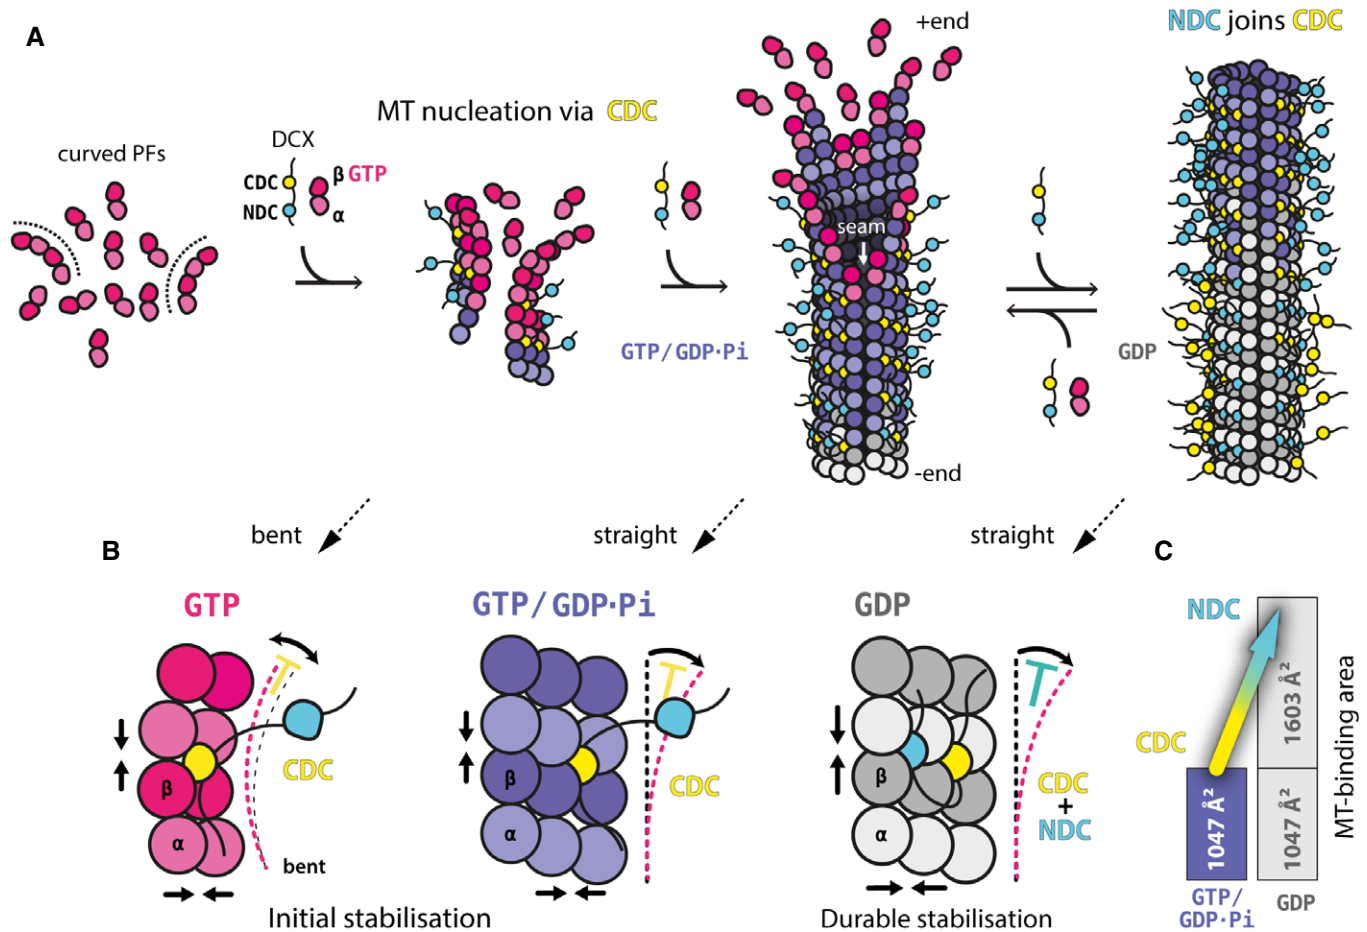 A
curved PFs
DCX
CDC
NDC
β GTP
α
MT nucleation via CDC
GTP/GDP·Pi
+end
seam
-end
GDP
NDC joins CDC
B
bent
GTP
β
α
CDC
bent
straight
GTP/GDP·Pi
β
α
CDC
straight
GDP
β
α
CDC
+
NDC
Initial stabilisation
Durable stabilisation
C
NDC
CDC
1047 Å²
1603 Å²
1047 Å²
MT-binding area
GTP/
GDP·Pi
GDP